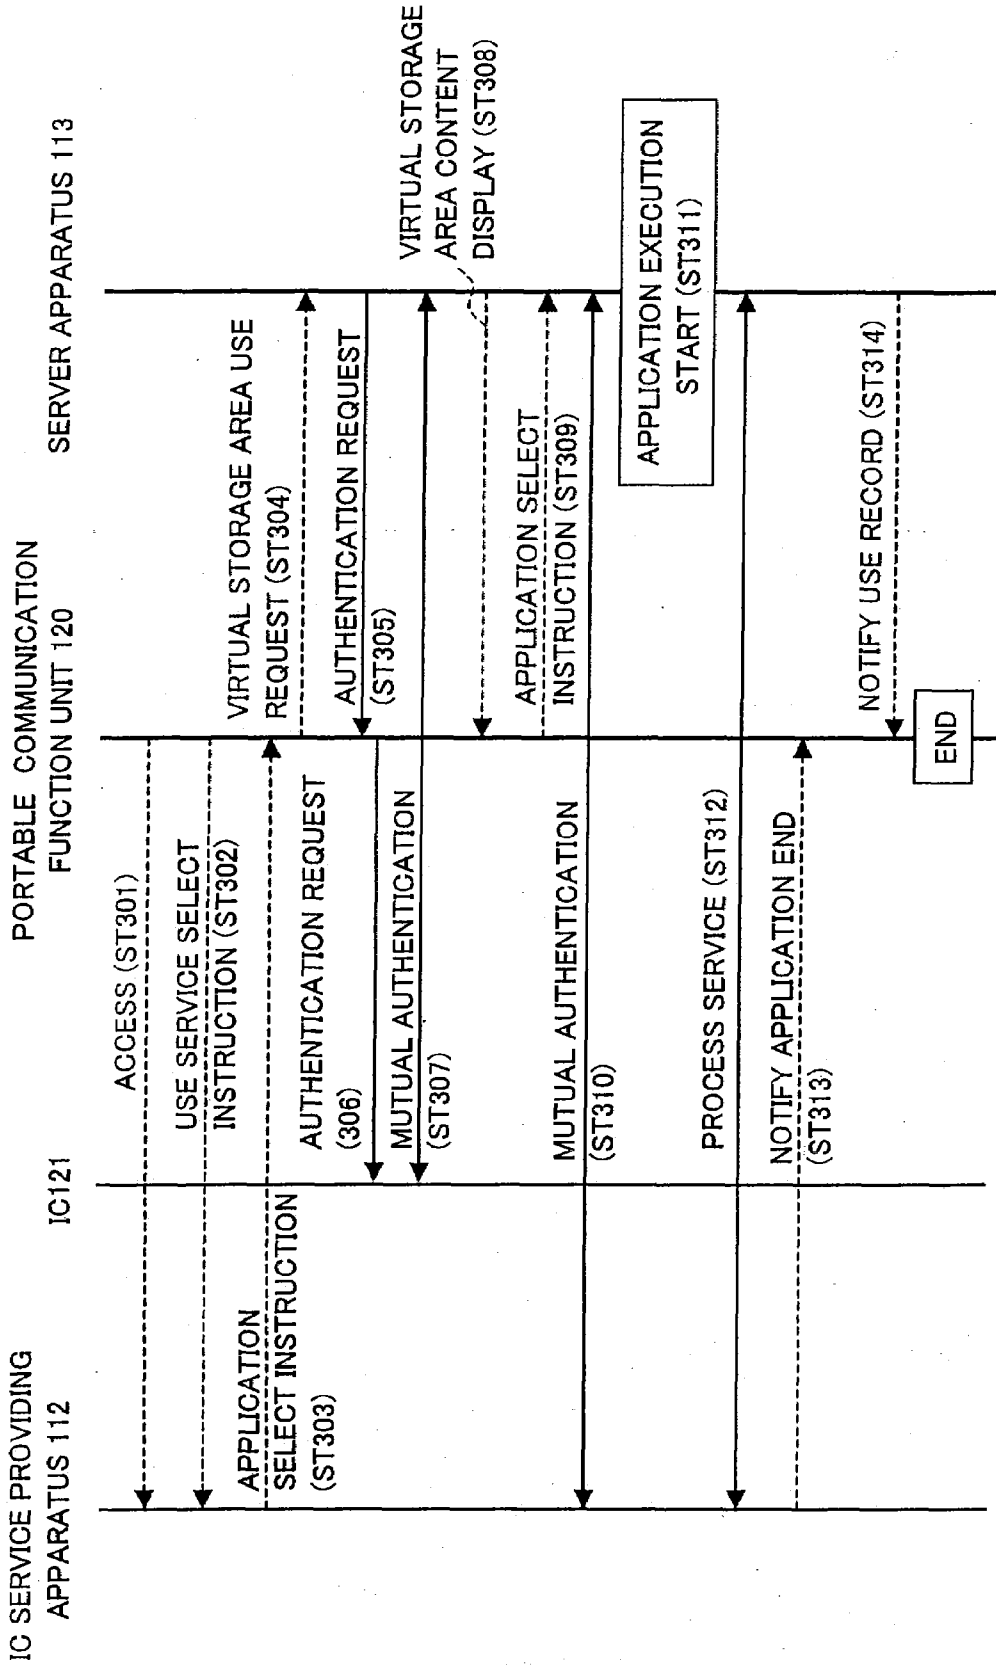 IC SERVICE PROVIDING
APPARATUS 112
IC121
PORTABLE COMMUNICATION
FUNCTION UNIT 120
SERVER APPARATUS 113
ACCESS (ST301)
USE SERVICE SELECT
INSTRUCTION (ST302)
APPLICATION
SELECT INSTRUCTION
(ST303)
VIRTUAL STORAGE AREA USE
REQUEST (ST304)
AUTHENTICATION REQUEST
(ST305)
AUTHENTICATION REQUEST
(306)
MUTUAL AUTHENTICATION
(ST307)
VIRTUAL STORAGE
AREA CONTENT
DISPLAY (ST308)
APPLICATION SELECT
INSTRUCTION (ST309)
MUTUAL AUTHENTICATION
(ST310)
APPLICATION EXECUTION
START (ST311)
PROCESS SERVICE (ST312)
NOTIFY APPLICATION END
(ST313)
NOTIFY USE RECORD (ST314)
END